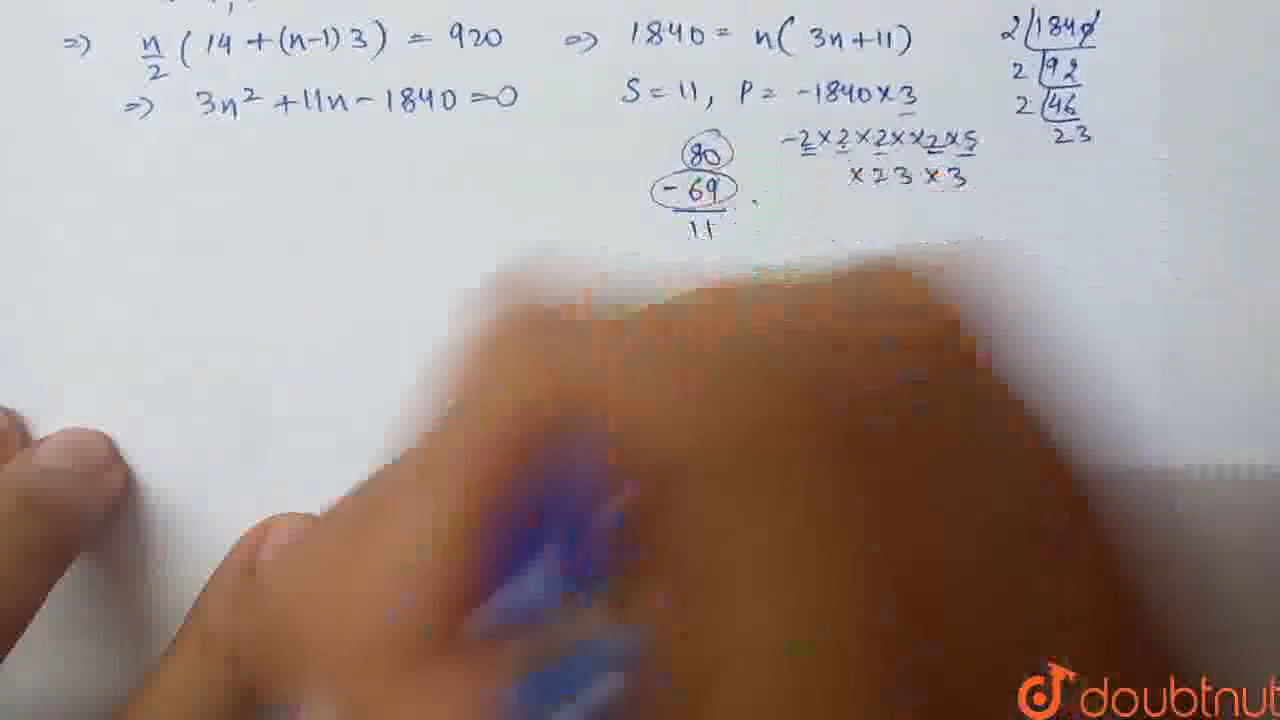 ⇒ n/2 ( 14 + (n-1) 3 ) = 920 ⇒ 1840 = n( 3n+11)
⇒ 3n² + 11n - 1840 = 0
S = 11, P = -1840 × 3
80
- 69
11
-2 × 2 × 2 × × 2 × 5
× 23 × 3
2 1840
2 92
2 46
23
doubtnut